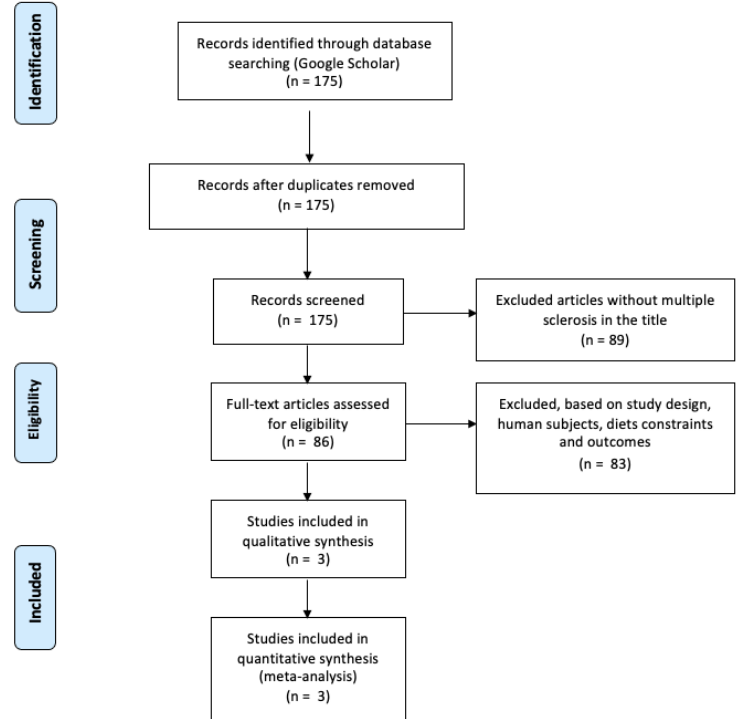 Identification
Records identified through database
searching (Google Scholar)
(n = 175)
Records after duplicates removed
(n = 175)
Screening
Records screened
(n = 175)
Excluded articles without multiple
sclerosis in the title
(n = 89)
Eligibility
Full-text articles assessed
for eligibility
(n = 86)
Excluded, based on study design,
human subjects, diets constraints
and outcomes
(n = 83)
Studies included in
qualitative synthesis
(n = 3)
Included
Studies included in
quantitative synthesis
(meta-analysis)
(n = 3)